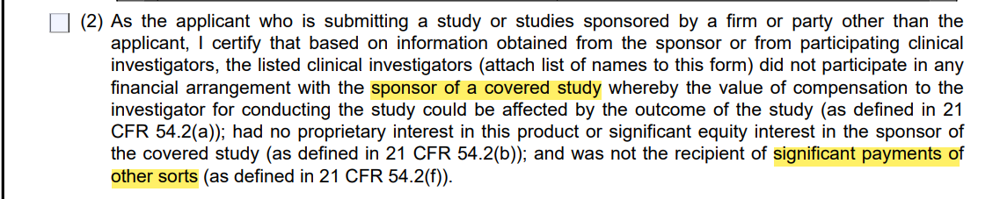 (2) As the applicant who is submitting a study or studies sponsored by a firm or party other than the
applicant, I certify that based on information obtained from the sponsor or from participating clinical
investigators, the listed clinical investigators (attach list of names to this form) did not participate in any
financial arrangement with the sponsor of a covered study whereby the value of compensation to the
investigator for conducting the study could be affected by the outcome of the study (as defined in 21
CFR 54.2(a)); had no proprietary interest in this product or significant equity interest in the sponsor of
the covered study (as defined in 21 CFR 54.2(b)); and was not the recipient of significant payments of
other sorts (as defined in 21 CFR 54.2(f)).